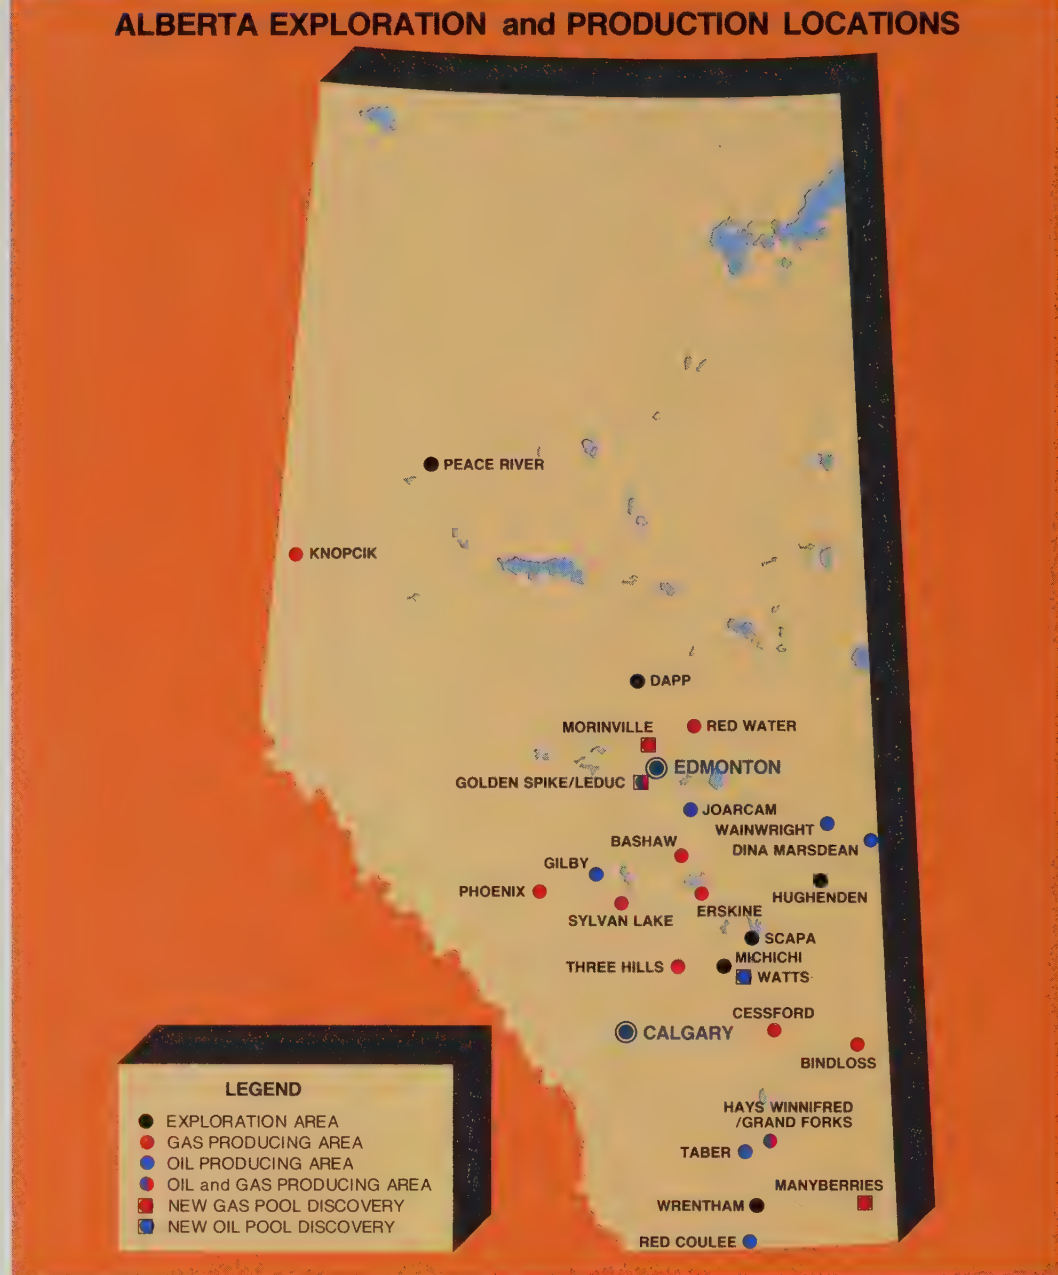 ALBERTA EXPLORATION and PRODUCTION LOCATIONS
PEACE RIVER
KNOPCIK
DAPP
MORINVILLE
RED WATER
EDMONTON
GOLDEN SPIKE/LEDUC
JOARCAM
WAINWRIGHT
BASHAW
DINA MARSDEAN
GILBY
PHOENIX
HUGHENDEN
ERSKINE
SYLVAN LAKE
SCAPA
MICHICHI
THREE HILLS
WATTS
CESSFORD
CALGARY
BINDLOSS
HAYS WINNIFRED
/GRAND FORKS
TABER
MANYBERRIES
WRENTHAM
RED COULEE
LEGEND
EXPLORATION AREA
GAS PRODUCING AREA
OIL PRODUCING AREA
OIL and GAS PRODUCING AREA
NEW GAS POOL DISCOVERY
NEW OIL POOL DISCOVERY